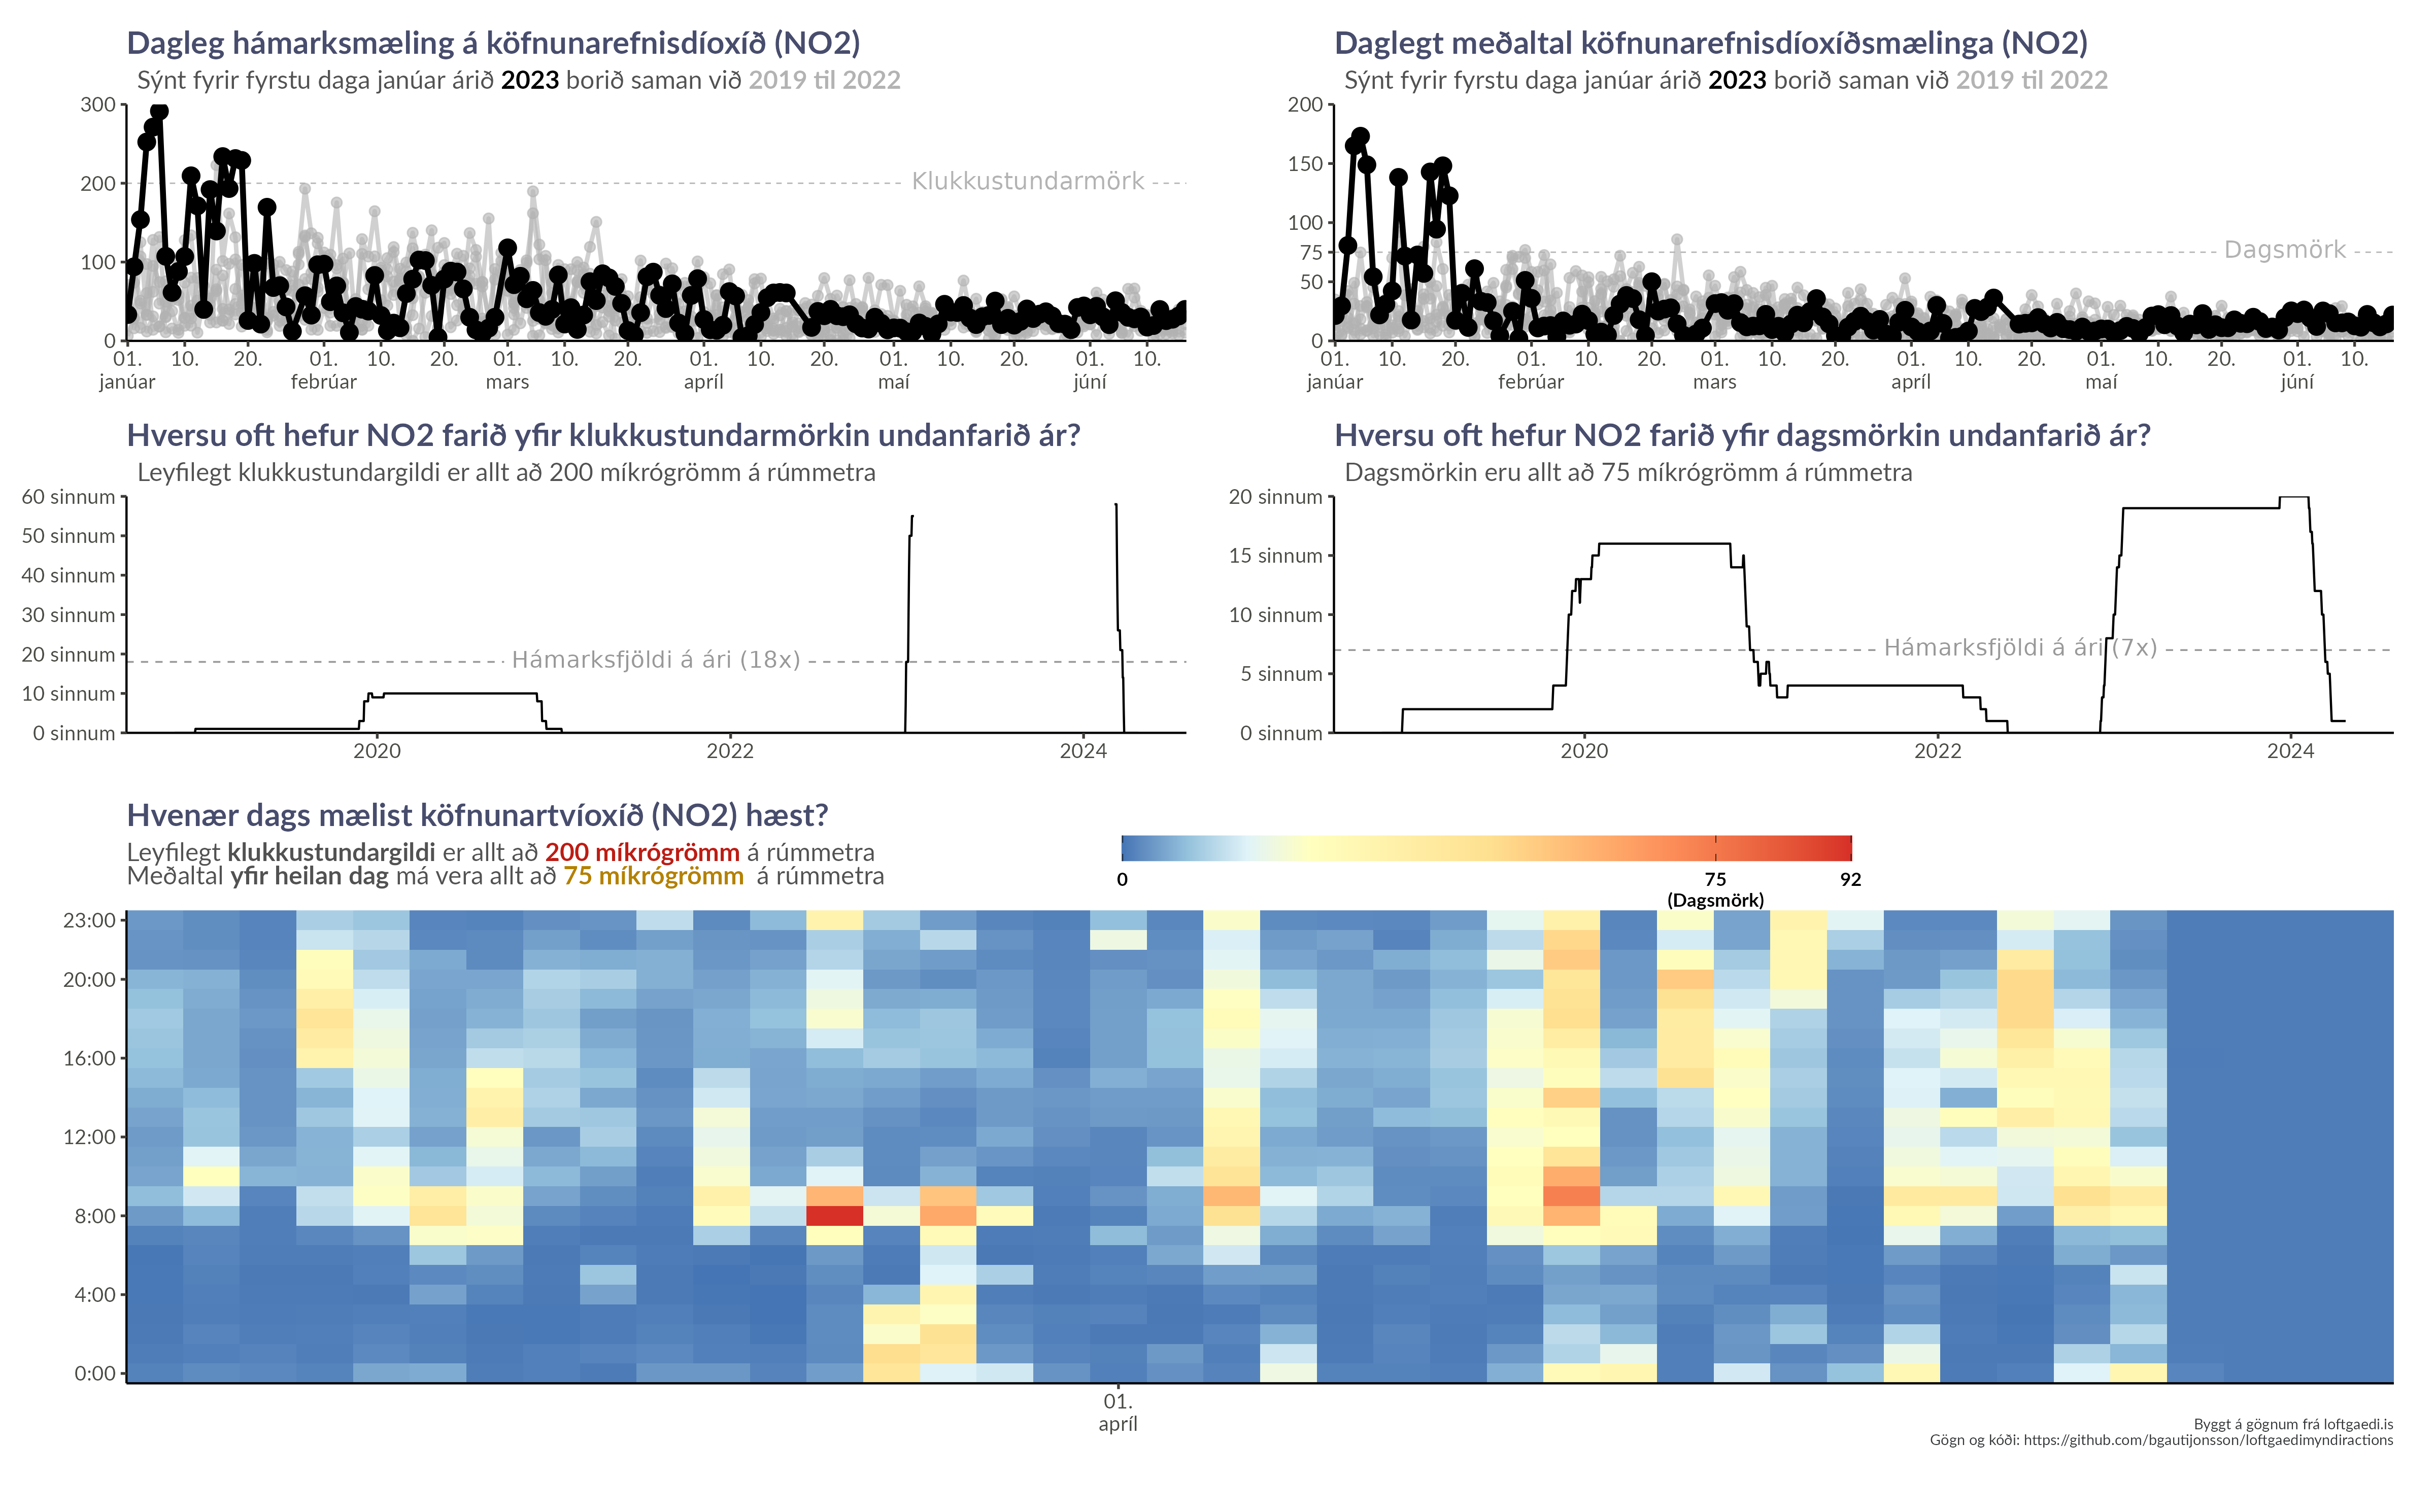 Dagleg hámarksmæling á köfnunarefnisdíoxíð (NO2)
Sýnt fyrir fyrstu daga janúar árið 2023 borið saman við 2019 til 2022
300
200
100
0
Klukkustundarmörk
01. 10. 20. 01. 10. 20. 01. 10. 20. 01. 10. 20. 01. 10. 20. 01. 10.
janúar febrúar mars apríl maí júní
Daglegt meðaltal köfnunarefnisdíoxíðsmælinga (NO2)
Sýnt fyrir fyrstu daga janúar árið 2023 borið saman við 2019 til 2022
200
150
100
75
50
0
Dagsmörk
01. 10. 20. 01. 10. 20. 01. 10. 20. 01. 10. 20. 01. 10. 20. 01. 10.
janúar febrúar mars apríl maí júní
Hversu oft hefur NO2 farið yfir klukkustundarmörkin undanfarið ár?
Leyfilegt klukkustundargildi er allt að 200 míkrógrömm á rúmmetra
60 sinnum
50 sinnum
40 sinnum
30 sinnum
20 sinnum
10 sinnum
0 sinnum
Hámarksfjöldi á ári (18x)
2020 2022 2024
Hversu oft hefur NO2 farið yfir dagsmörkin undanfarið ár?
Dagsmörkin eru allt að 75 míkrógrömm á rúmmetra
20 sinnum
15 sinnum
10 sinnum
5 sinnum
0 sinnum
Hámarksfjöldi á ári (7x)
2020 2022 2024
Hvenær dags mælist köfnunartvíoxíð (NO2) hæst?
Leyfilegt klukkustundargildi er allt að 200 míkrógrömm á rúmmetra
Meðaltal yfir heilan dag má vera allt að 75 míkrógrömm á rúmmetra
0 75 92
(Dagsmörk)
23:00
20:00
16:00
12:00
8:00
4:00
0:00
01.
apríl
Byggt á gögnum frá loftgaedi.is
Gögn og kóði: https://github.com/bgautijonsson/loftgaedimyndiractions